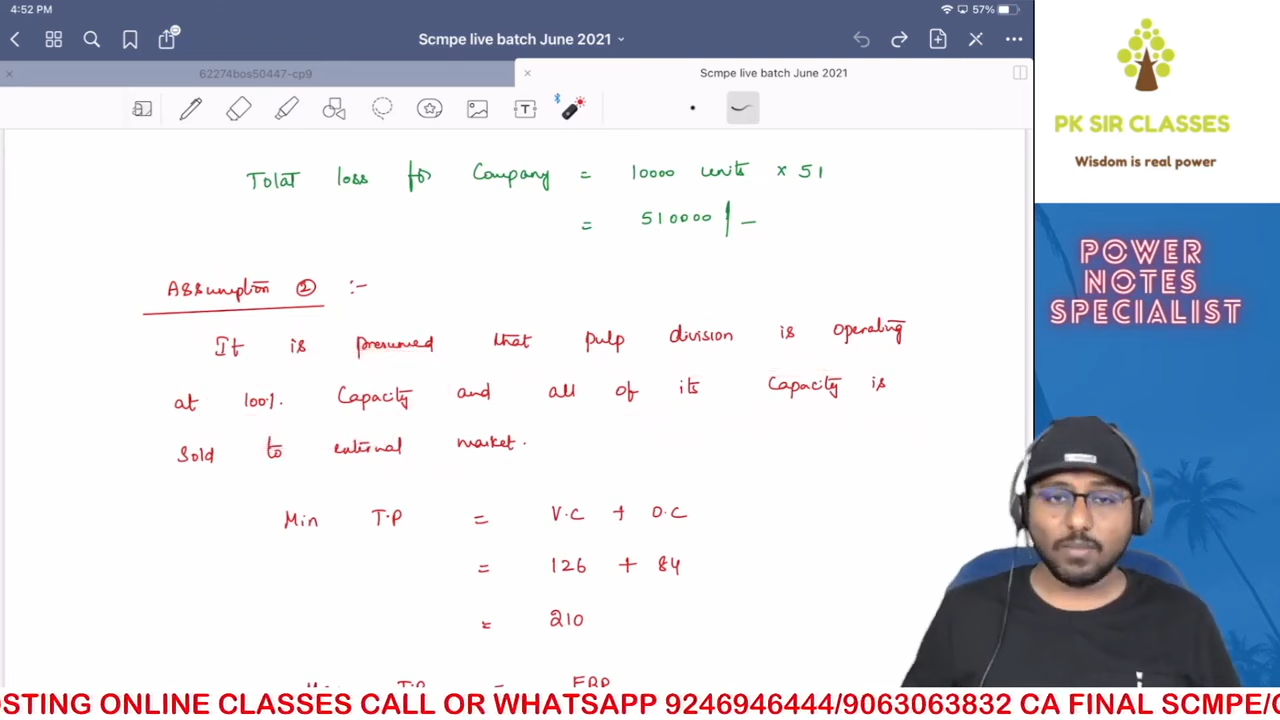 4:52 PM
57%
Scmpe live batch June 2021
62274bos50447-cp9
Scmpe live batch June 2021
Total loss for Company = 10000 units × 51
= 510000/-
Assumption ② :-
It is presumed that pulp division is operating
at 100% Capacity and all of its Capacity is
Sold to external market.
Min T.P = V.C + O.C
= 126 + 84
= 210
PK SIR CLASSES
Wisdom is real power
POWER
NOTES
SPECIALIST
OSTING ONLINE CLASSES CALL OR WHATSAPP 9246946444/9063063832 CA FINAL SCMPE/